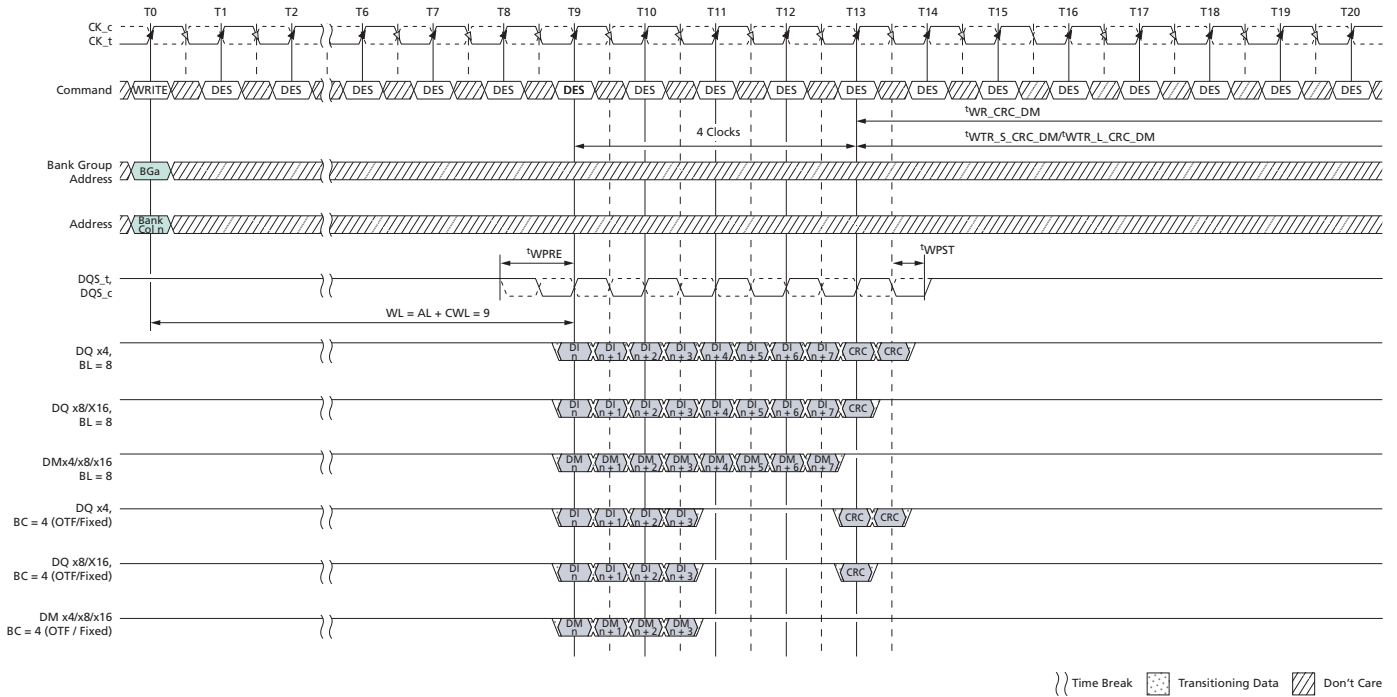 T0 T1 T2 T6 T7 T8 T9 T10 T11 T12 T13 T14 T15 T16 T17 T18 T19 T20
CK_c
CK_t
Command WRITE DES DES DES DES DES DES DES DES DES DES DES DES DES DES DES DES DES
tWR_CRC_DM
4 Clocks
tWTR_S_CRC_DM/tWTR_L_CRC_DM
Bank Group
Address
BGa
Address
Bank
Col n
tWPRE
tWPST
DQS_t,
DQS_c
WL = AL + CWL = 9
DQ x4,
BL = 8
DI DI DI DI DI DI DI DI
n n + 1 n + 2 n + 3 n + 4 n + 5 n + 6 n + 7 CRC CRC
DQ x8/X16,
BL = 8
DI DI DI DI DI DI DI DI
n n + 1 n + 2 n + 3 n + 4 n + 5 n + 6 n + 7 CRC
DMx4/x8/x16
BL = 8
DM DM DM DM DM DM DM DM
n n + 1 n + 2 n + 3 n + 4 n + 5 n + 6 n + 7
DQ x4,
BC = 4 (OTF/Fixed)
DI DI DI DI
n n + 1 n + 2 n + 3 CRC CRC
DQ x8/X16,
BC = 4 (OTF/Fixed)
DI DI DI DI
n n + 1 n + 2 n + 3 CRC
DM x4/x8/x16
BC = 4 (OTF / Fixed)
DM DM DM DM
n n + 1 n + 2 n + 3
Time Break Transitioning Data Don't Care